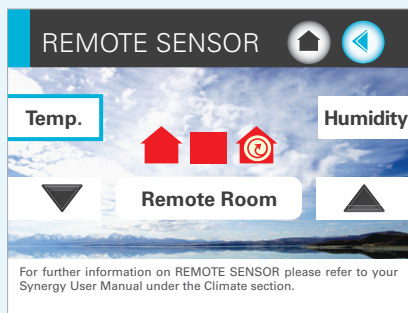 REMOTE SENSOR
Temp.
Humidity
Remote Room
For further information on REMOTE SENSOR please refer to your
Synergy User Manual under the Climate section.